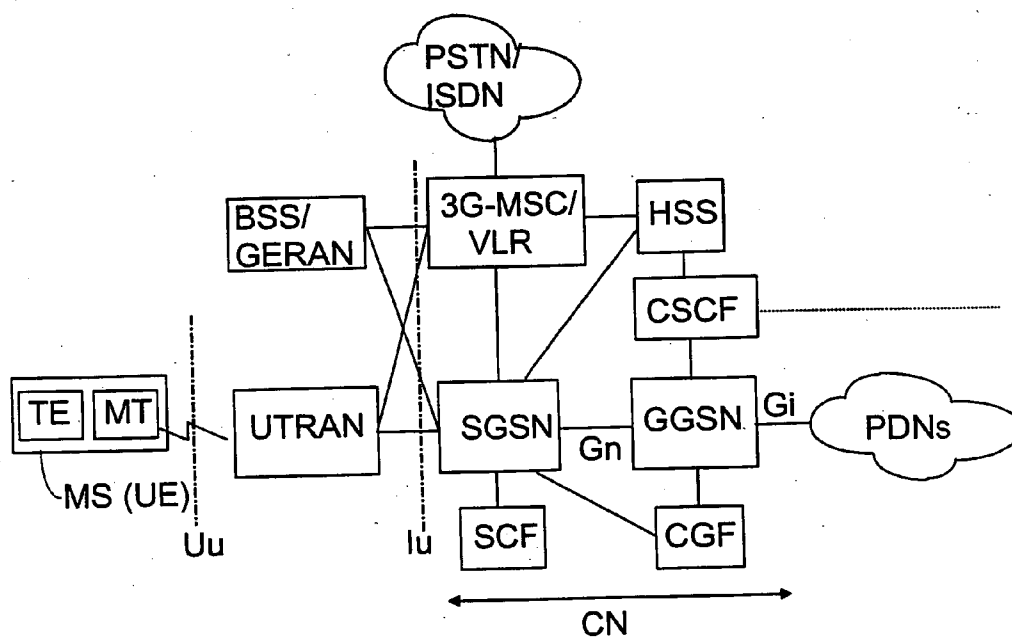 PSTN/
ISDN
BSS/
GERAN
3G-MSC/
VLR
HSS
CSCF
TE
MT
UTRAN
SGSN
Gn
GGSN
Gi
PDNs
MS (UE)
Uu
Iu
SCF
CGF
CN